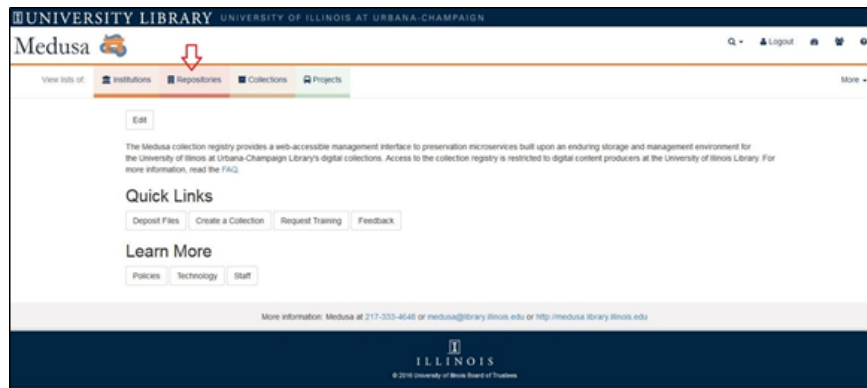 UNIVERSITY LIBRARY UNIVERSITY OF ILLINOIS AT URBANA-CHAMPAIGN
Medusa
Logout
View lists of: Institutions Repositories Collections Projects More
Edit
The Medusa collection registry provides a web-accessible management interface to preservation microservices built upon an enduring storage and management environment for
the University of Illinois at Urbana-Champaign Library's digital collections. Access to the collection registry is restricted to digital content producers at the University of Illinois Library. For
more information, read the FAQ.
Quick Links
Deposit Files Create a Collection Request Training Feedback
Learn More
Policies Technology Staff
More information: Medusa at 217-333-4648 or medusa@library.illinois.edu or http://medusa.library.illinois.edu
I
ILLINOIS
© 2016 University of Illinois Board of Trustees